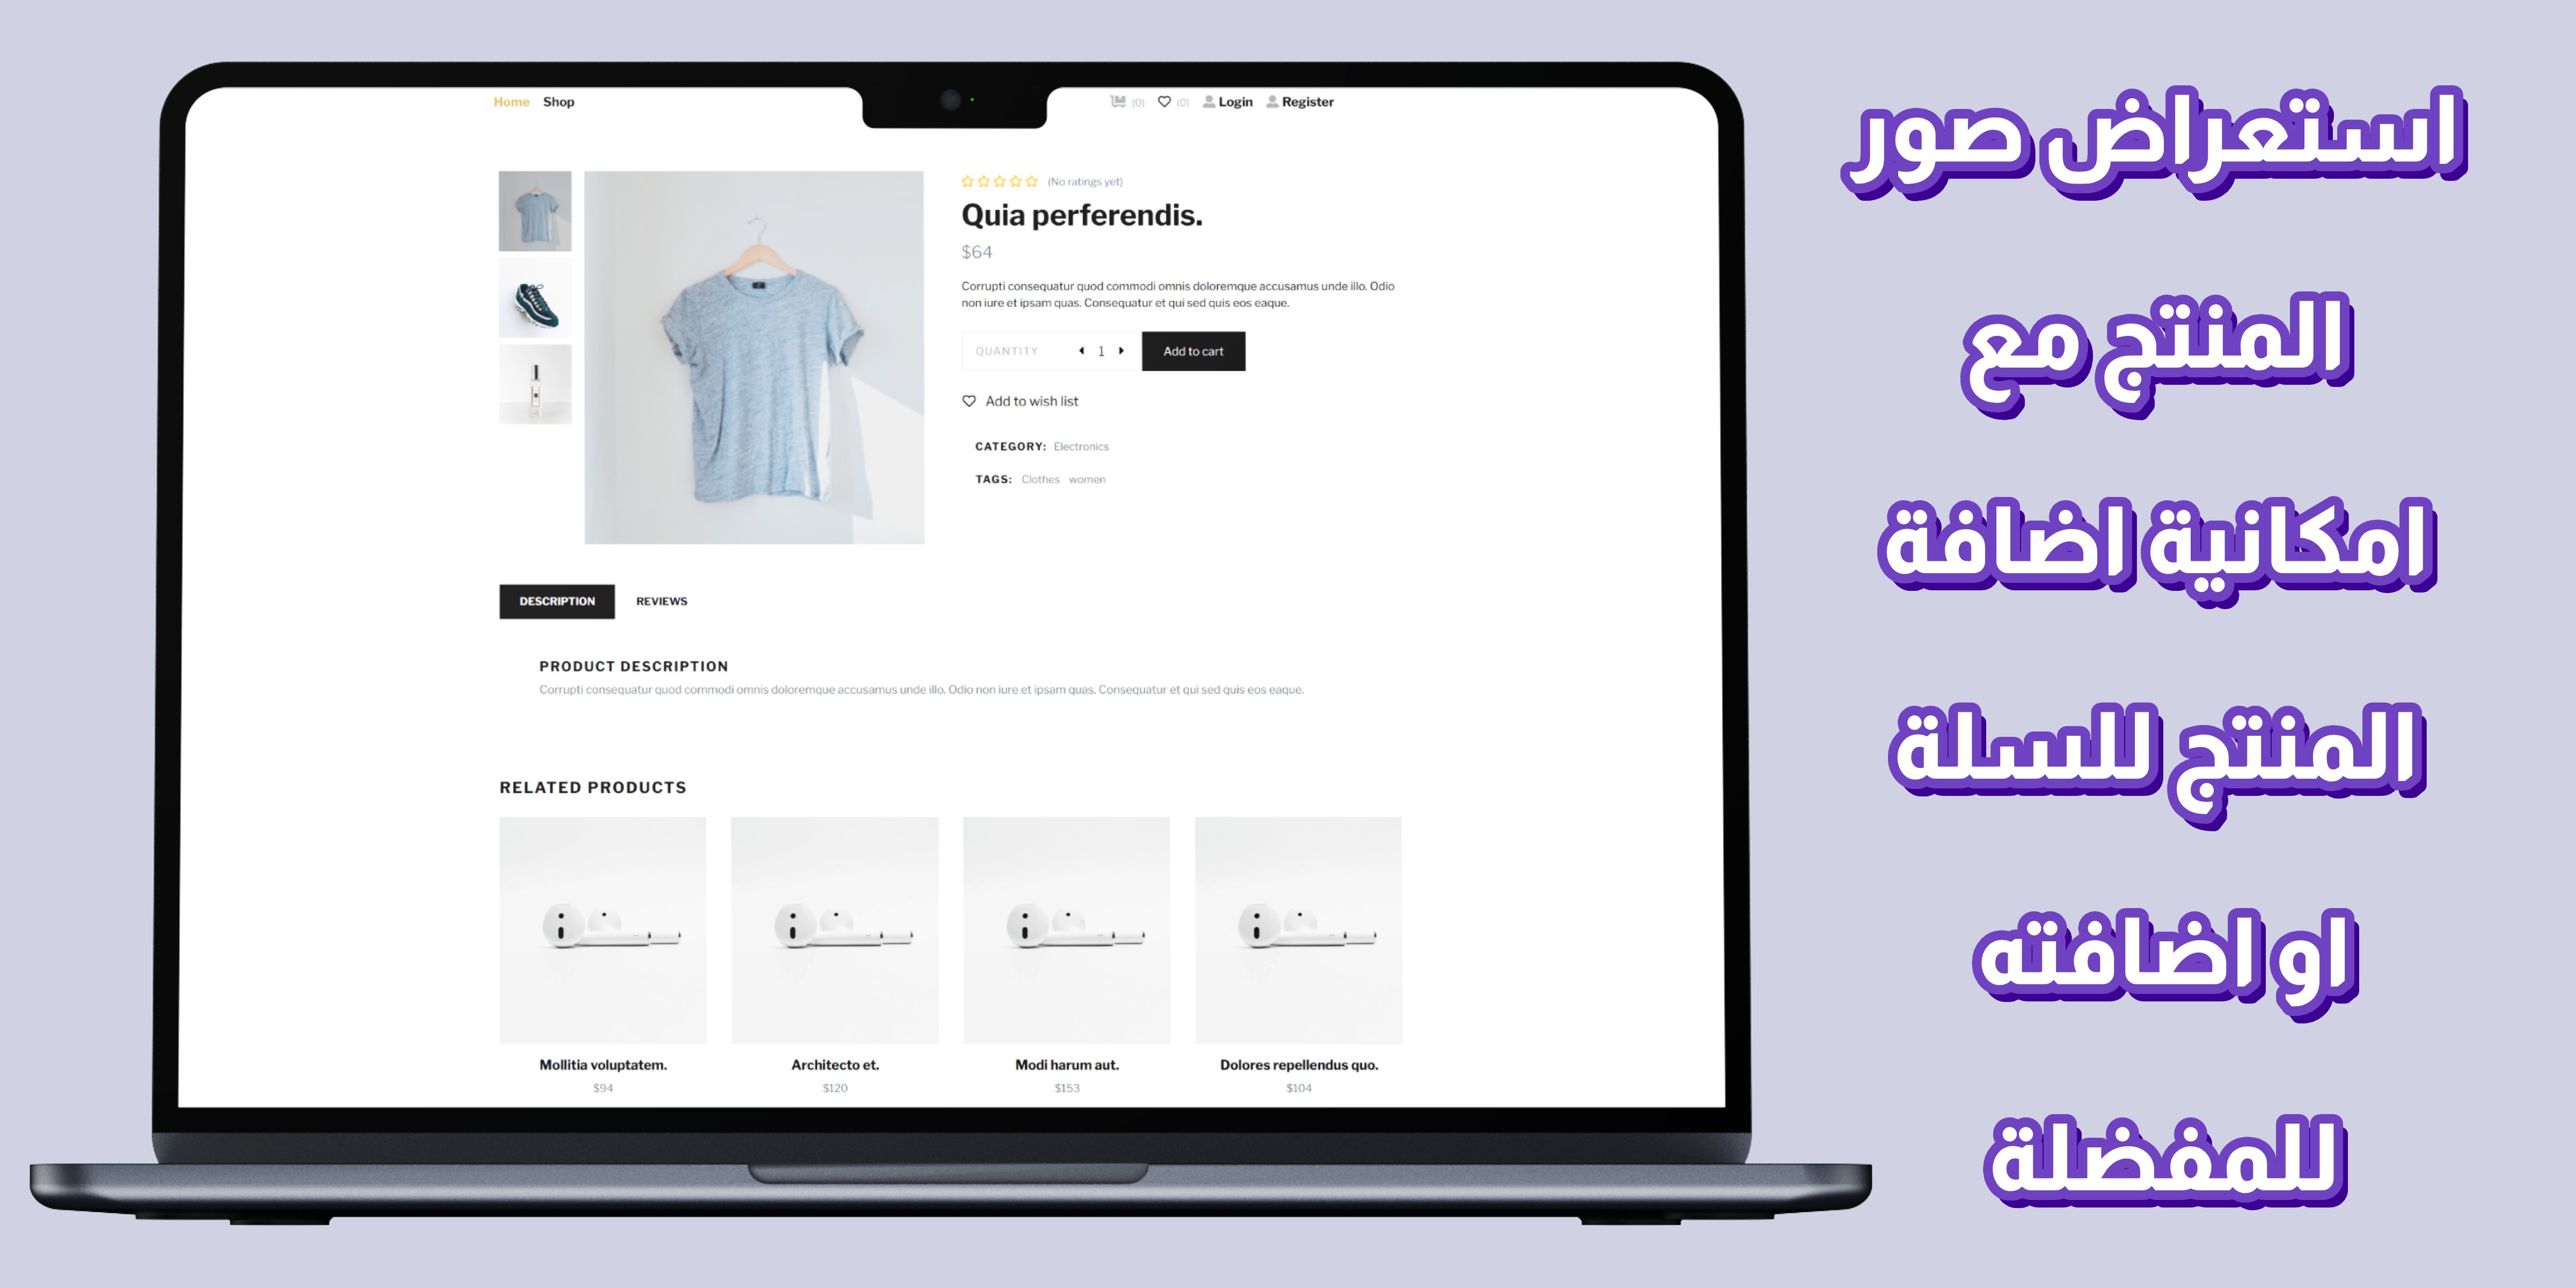 Home Shop
(0) (0) Login Register
(No ratings yet)
Quia perferendis.
$64
Corrupti consequatur quod commodi omnis doloremque accusamus unde illo. Odio
non iure et ipsam quas. Consequatur et qui sed quis eos eaque.
QUANTITY 1 Add to cart
Add to wish list
CATEGORY: Electronics
TAGS: Clothes women
DESCRIPTION REVIEWS
PRODUCT DESCRIPTION
Corrupti consequatur quod commodi omnis doloremque accusamus unde illo. Odio non iure et ipsam quas. Consequatur et qui sed quis eos eaque.
RELATED PRODUCTS
Mollitia voluptatem. Architecto et. Modi harum aut. Dolores repellendus quo.
$94 $120 $153 $104
استعراض صور
المنتج مع
امكانية اضافة
المنتج للسلة
او اضافته
للمفضلة